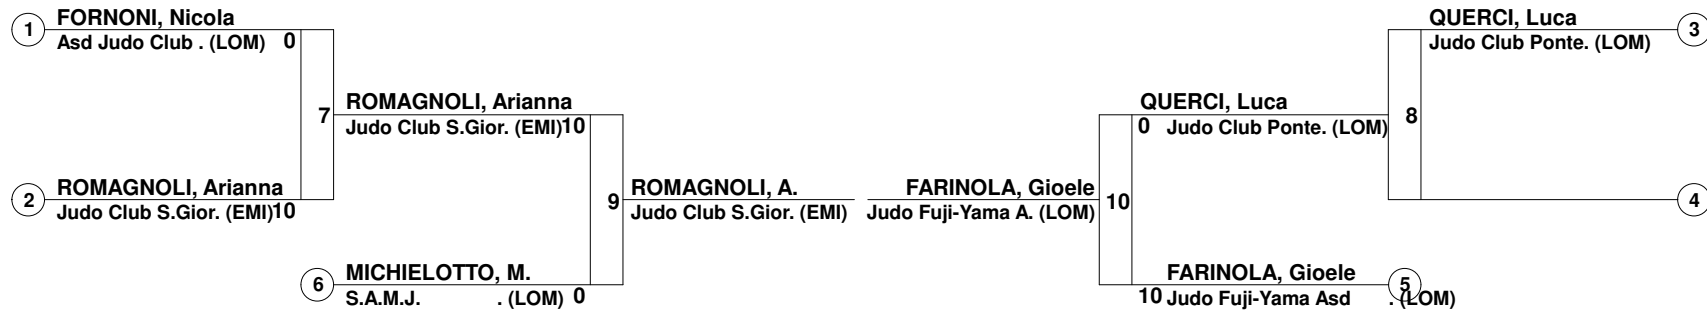 1 FORNONI, Nicola
Asd Judo Club . (LOM) 0
7
ROMAGNOLI, Arianna
Judo Club S.Gior. (EMI) 10
2 ROMAGNOLI, Arianna
Judo Club S.Gior. (EMI) 10
9
ROMAGNOLI, A.
Judo Club S.Gior. (EMI)
6 MICHIELOTTO, M.
S.A.M.J. . (LOM) 0
QUERCI, Luca 3
Judo Club Ponte. (LOM)
QUERCI, Luca
0 Judo Club Ponte. (LOM)
8
FARINOLA, Gioele
Judo Fuji-Yama A. (LOM)
10
4
FARINOLA, Gioele 5
10 Judo Fuji-Yama Asd . (LOM)